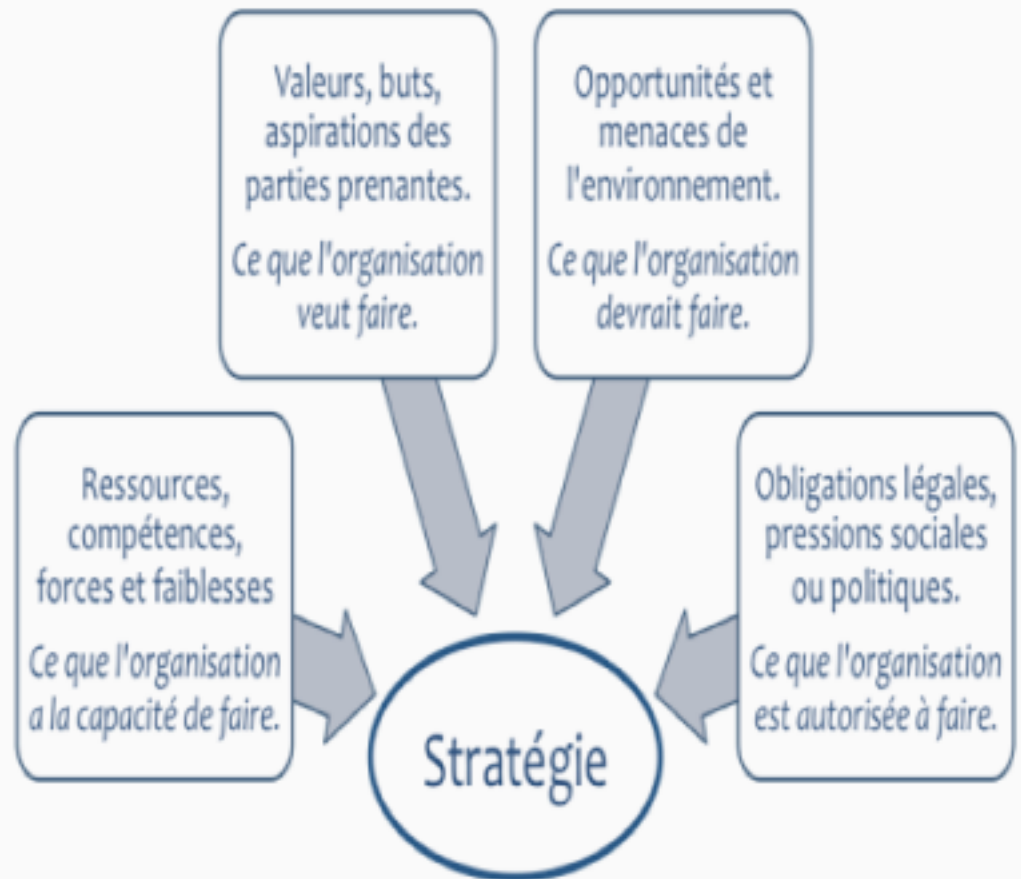 Valeurs, buts,
aspirations des
parties prenantes.
Ce que l'organisation
veut faire.
Opportunités et
menaces de
l'environnement.
Ce que l'organisation
devrait faire.
Ressources,
compétences,
forces et faiblesses
Ce que l'organisation
a la capacité de faire.
Obligations légales,
pressions sociales
ou politiques.
Ce que l'organisation
est autorisée à faire.
Stratégie